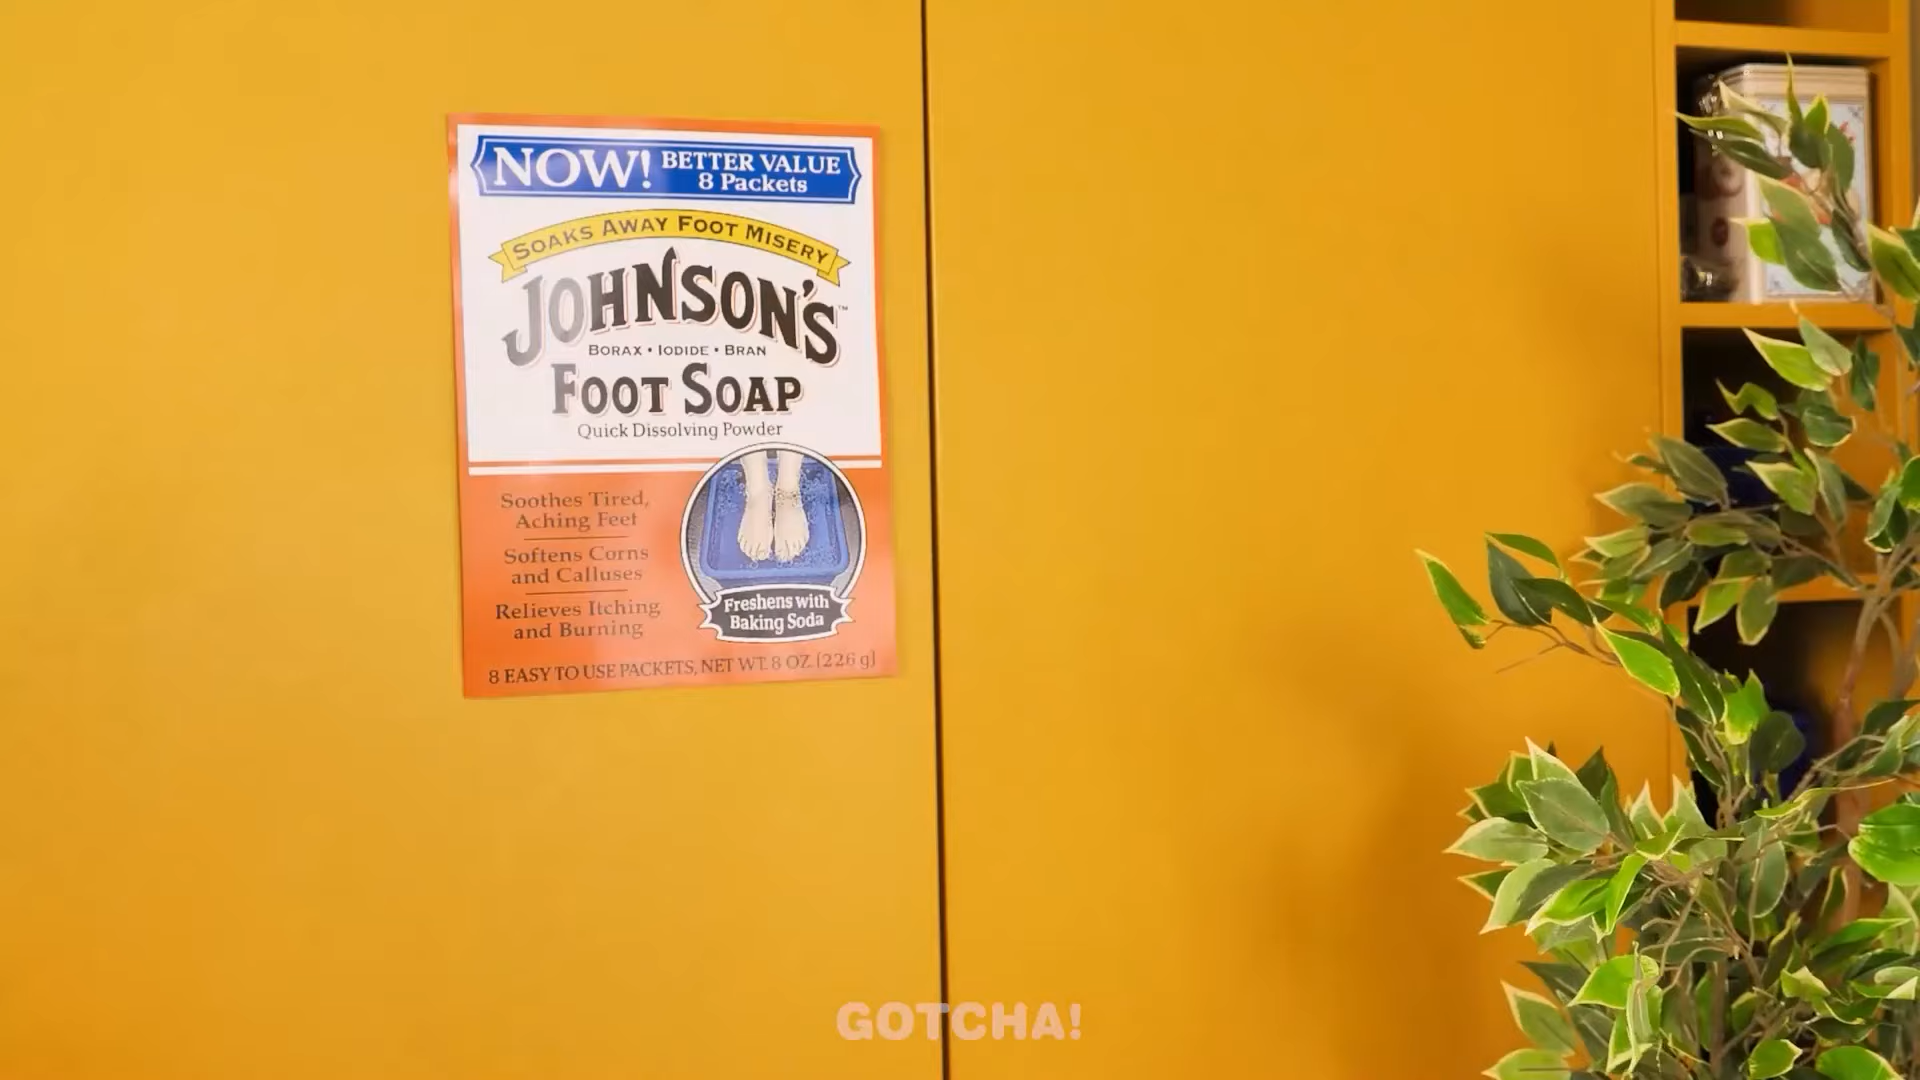 NOW! BETTER VALUE
8 Packets
SOAKS AWAY FOOT MISERY
JOHNSON'S™
BORAX • IODIDE • BRAN
FOOT SOAP
Quick Dissolving Powder
Soothes Tired,
Aching Feet
Softens Corns
and Calluses
Relieves Itching
and Burning
Freshens with
Baking Soda
8 EASY TO USE PACKETS, NET WT. 8 OZ. (226 g)
GOTCHA!